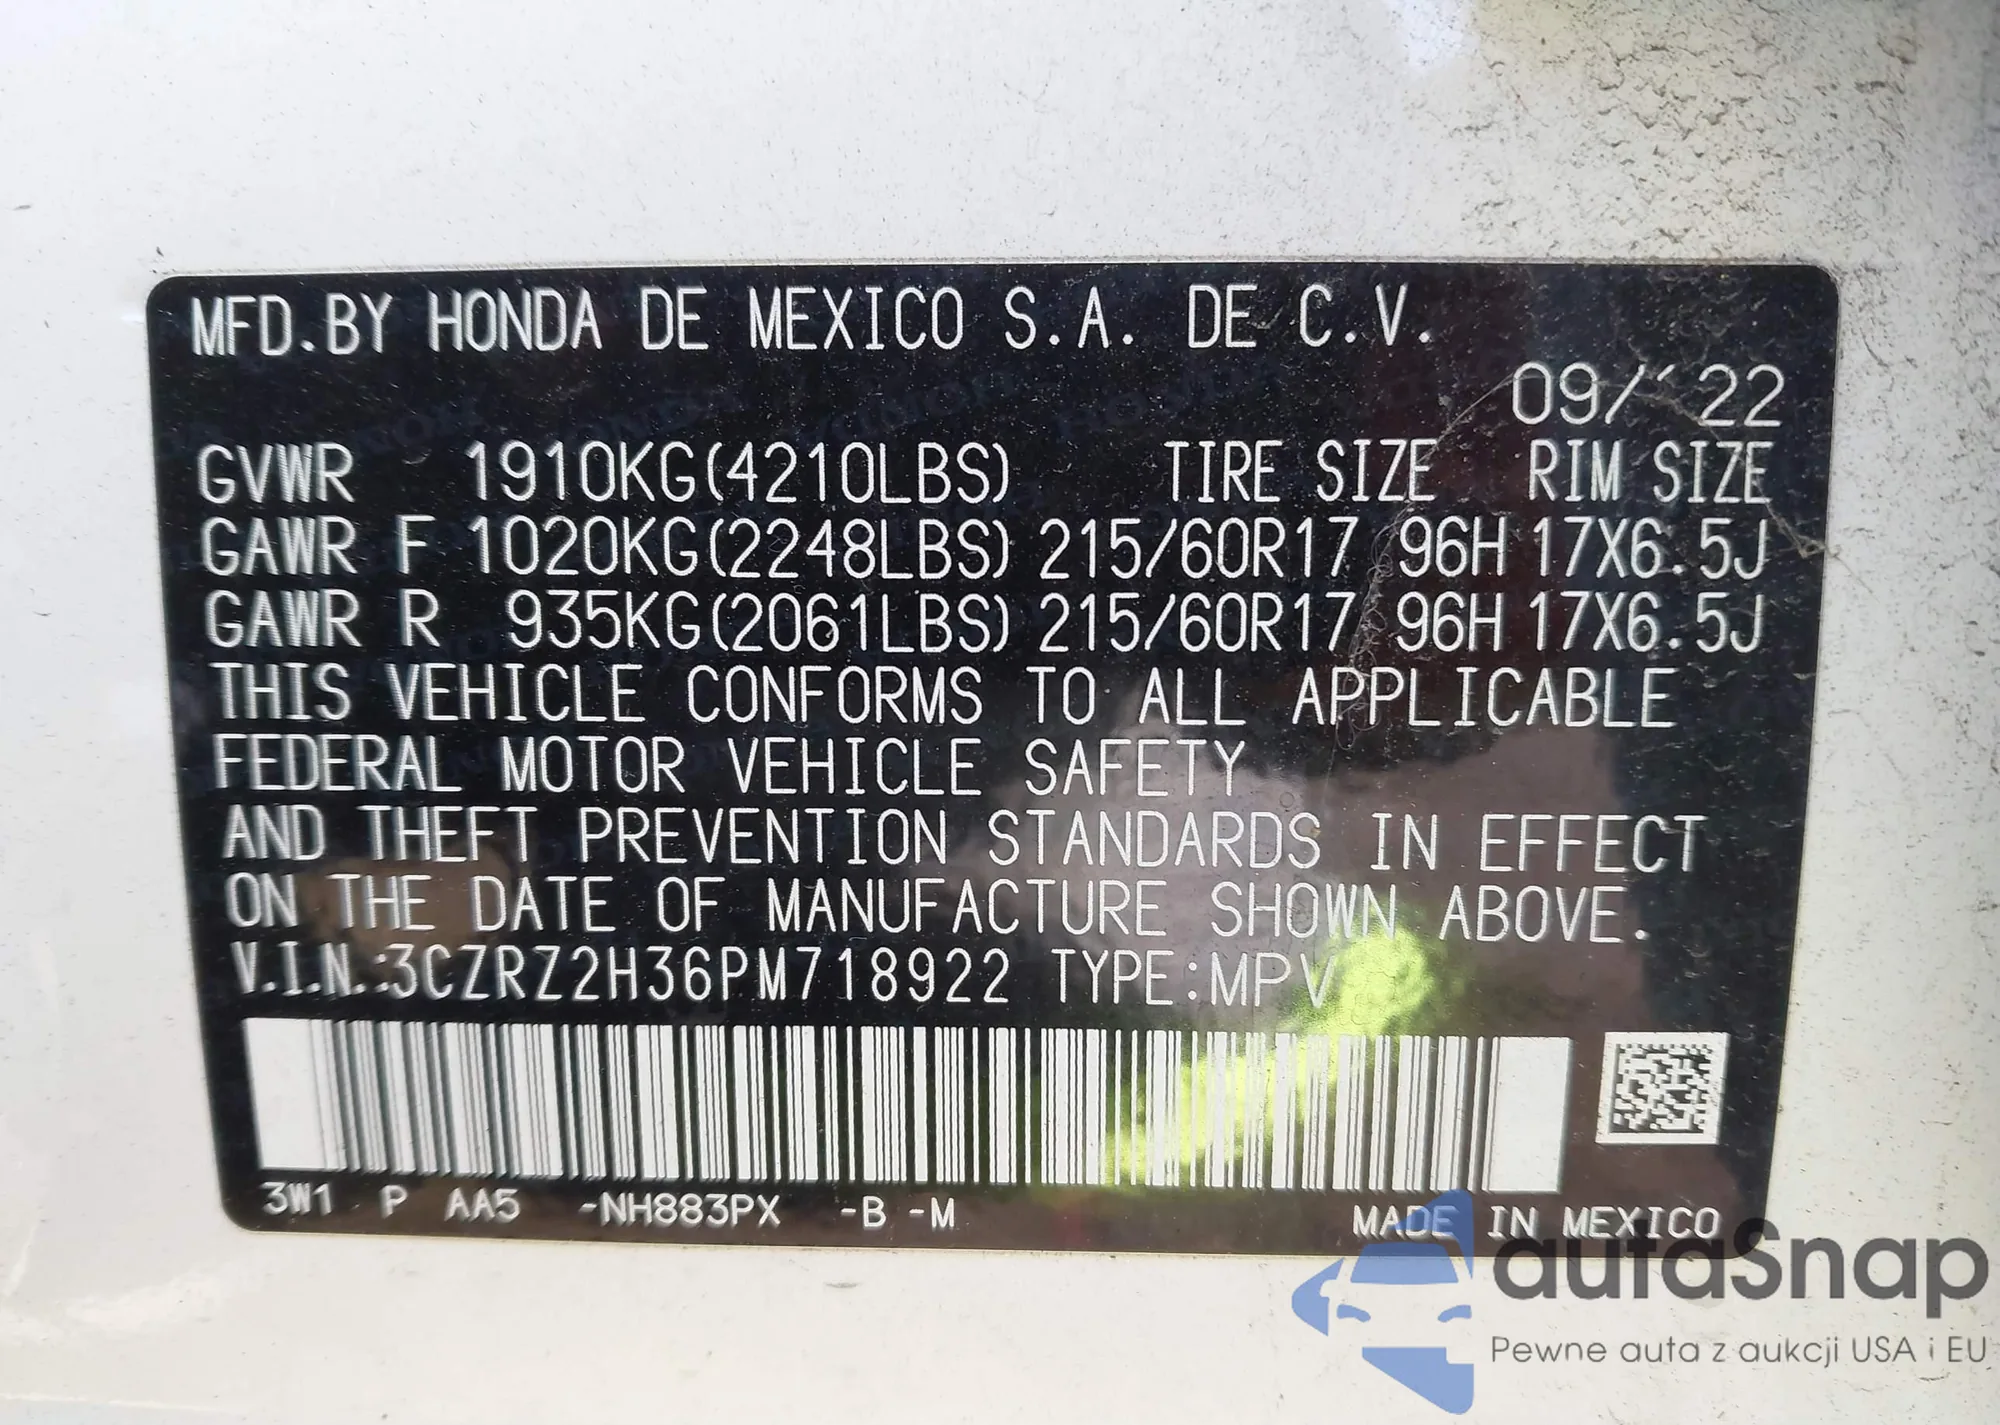 MFD.BY HONDA DE MEXICO S.A. DE C.V.
09/'22
GVWR 1910KG(4210LBS) TIRE SIZE RIM SIZE
GAWR F 1020KG(2248LBS) 215/60R17 96H 17X6.5J
GAWR R 935KG(2061LBS) 215/60R17 96H 17X6.5J
THIS VEHICLE CONFORMS TO ALL APPLICABLE
FEDERAL MOTOR VEHICLE SAFETY
AND THEFT PREVENTION STANDARDS IN EFFECT
ON THE DATE OF MANUFACTURE SHOWN ABOVE.
V.I.N.:3CZRZ2H36PM718922 TYPE:MPV
3W1 P AA5 -NH883PX -B -M MADE IN MEXICO
autaSnap
Pewne auta z aukcji USA i EU